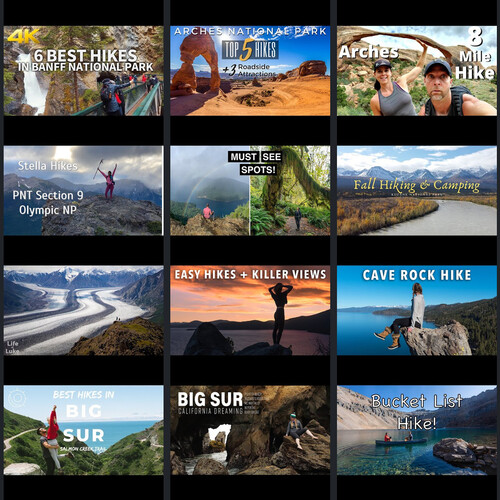 4K
6 BEST HIKES
IN BANFF NATIONAL PARK
ARCHES NATIONAL PARK
TOP 5 HIKES
+3 Roadside
Attractions
Arches
8
Mile
Hike
Stella Hikes
PNT Section 9
Olympic NP
MUST SEE
SPOTS!
Fall Hiking & Camping
Life
Luke
EASY HIKES + KILLER VIEWS
CAVE ROCK HIKE
BEST HIKES IN
BIG
SUR
SALMON CREEK TRAIL
BIG SUR
CALIFORNIA DREAMING
Bucket List
Hike!